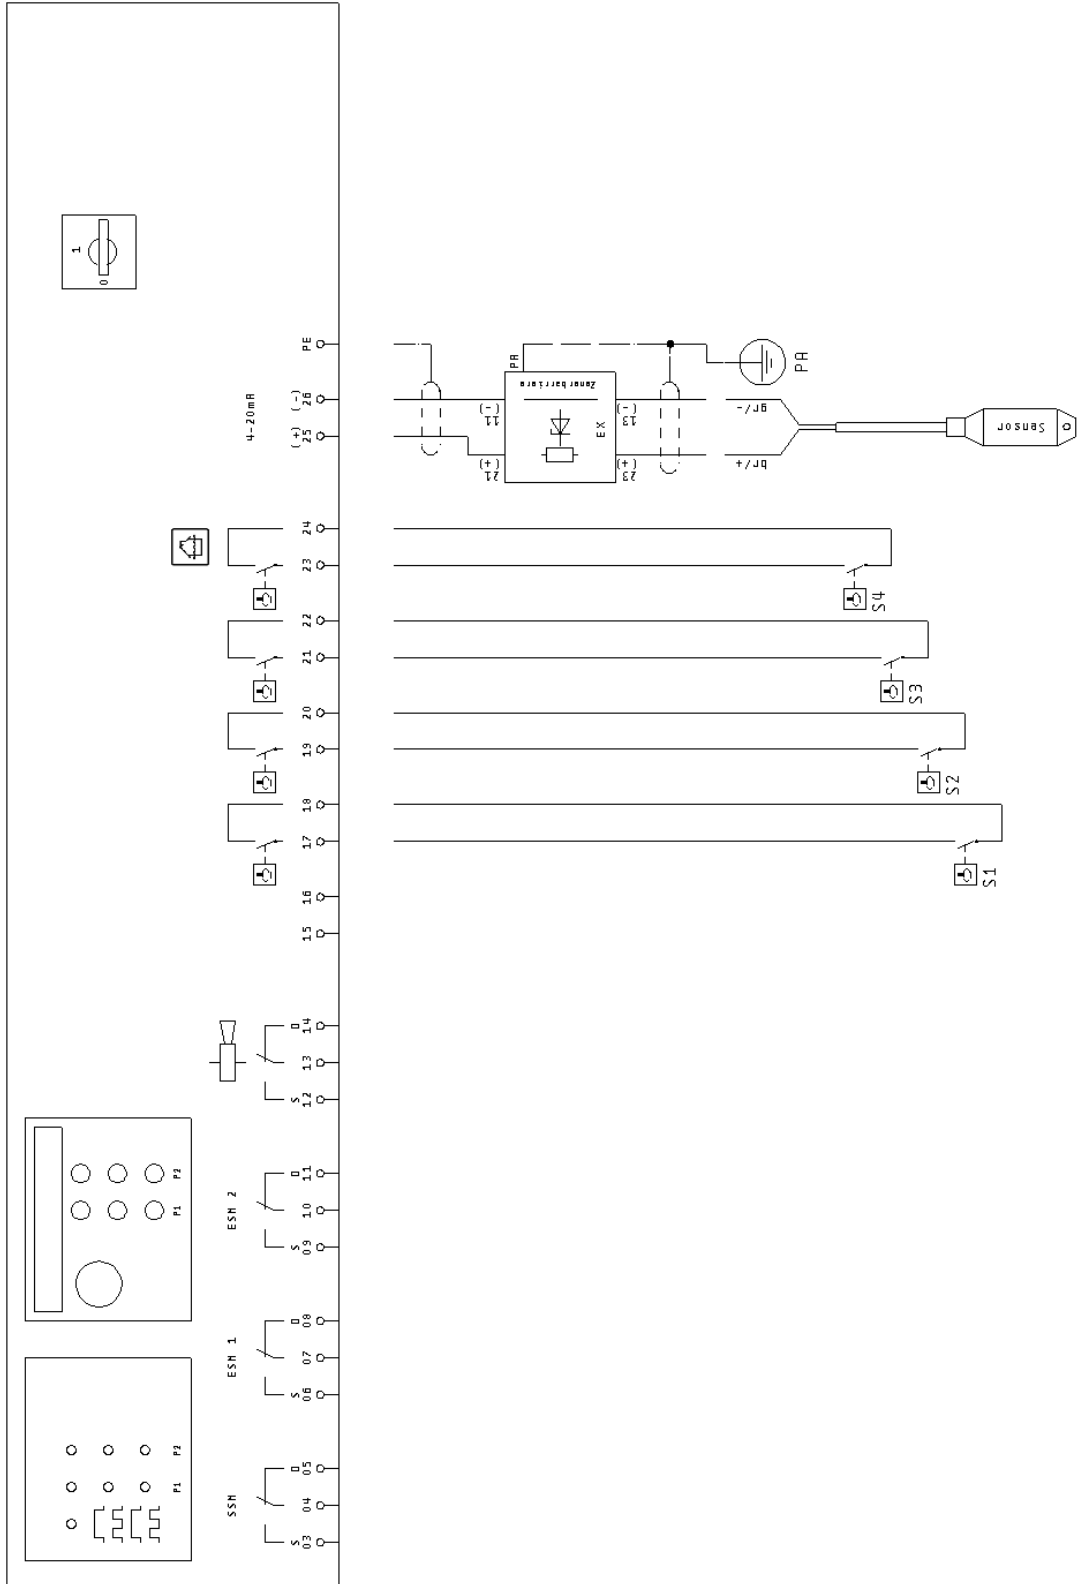 1
0
PE
(-)
26
4-20mA
(+)
25
PA
Zenerbarriere
(-)
11
(+)
21
EX
(-)
13
(+)
23
gr/-
br/+
PA
Sensor
24
23
S4
22
21
S3
20
19
S2
18
17
S1
16
15
14
13
S
12
P2
P1
ESM 2
11
10
S
09
ESM 1
08
07
S
06
P2
P1
SSM
05
04
S
03